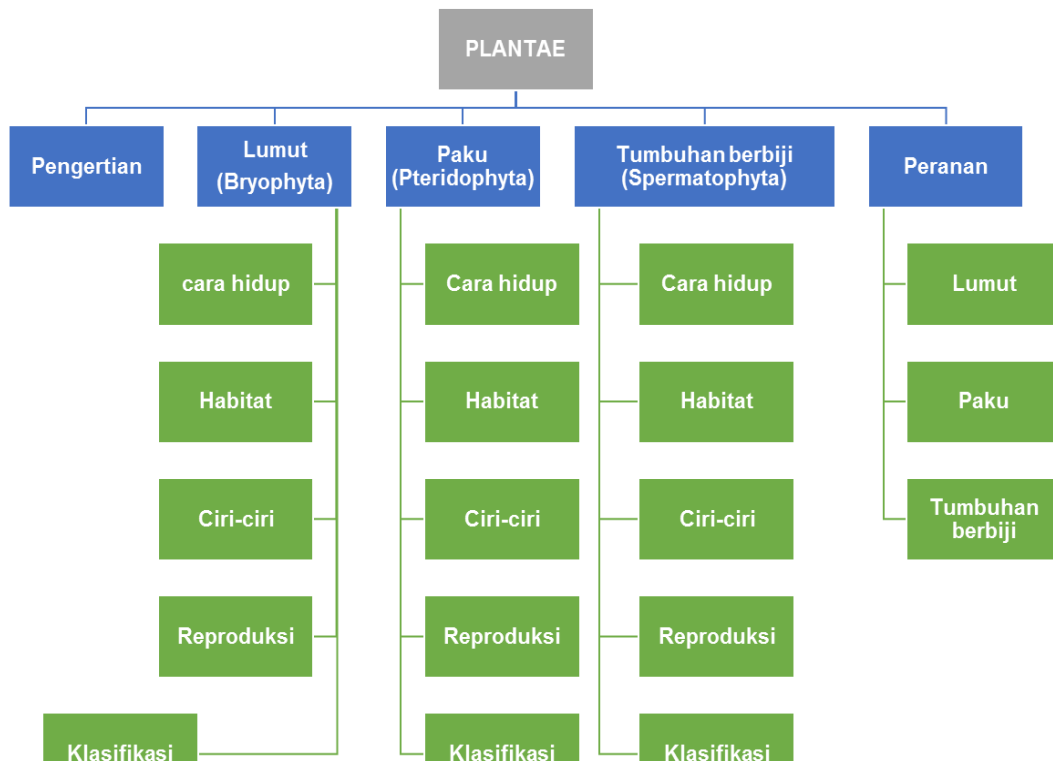 PLANTAE
Pengertian
Lumut
(Bryophyta)
Paku
(Pteridophyta)
Tumbuhan berbiji
(Spermatophyta)
Peranan
cara hidup
Cara hidup
Cara hidup
Lumut
Habitat
Habitat
Habitat
Paku
Ciri-ciri
Ciri-ciri
Ciri-ciri
Tumbuhan
berbiji
Reproduksi
Reproduksi
Reproduksi
Klasifikasi
Klasifikasi
Klasifikasi